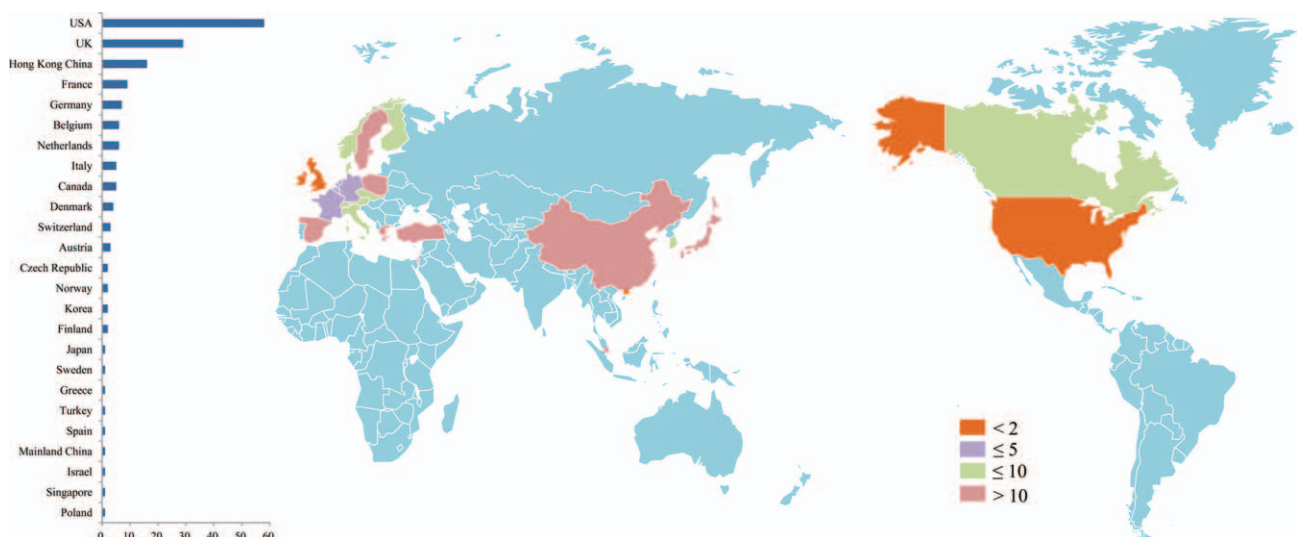 USA
UK
Hong Kong China
France
Germany
Belgium
Netherlands
Italy
Canada
Denmark
Switzerland
Austria
Czech Republic
Norway
Korea
Finland
Japan
Sweden
Greece
Turkey
Spain
Mainland China
Israel
Singapore
Poland
0 10 20 30 40 50 60
< 2
≤ 5
≤ 10
> 10